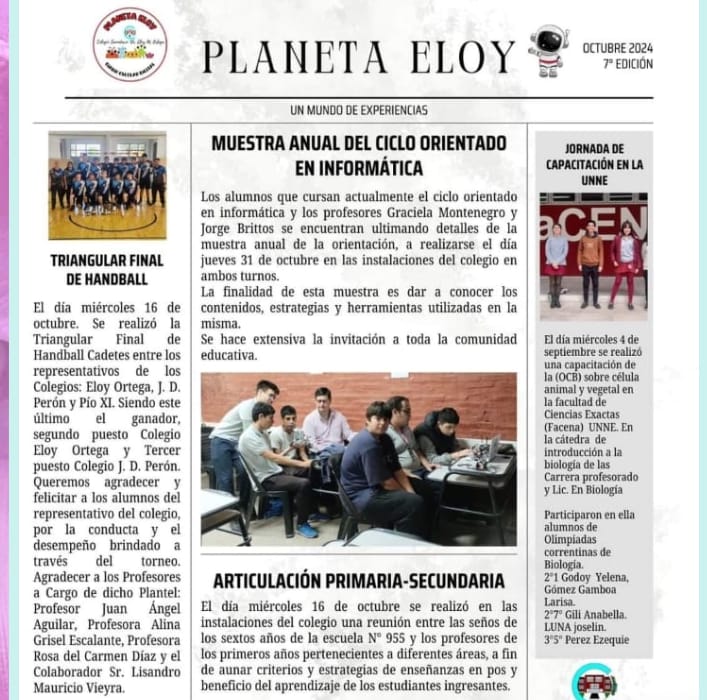 PLANETA ELOY
PLANETA ELOY
OCTUBRE 2024
7º EDICIÓN
UN MUNDO DE EXPERIENCIAS
TRIANGULAR FINAL
DE HANDBALL
El día miércoles 16 de
octubre. Se realizó la
Triangular Final de
Handball Cadetes entre los
representativos de los
Colegios: Eloy Ortega, J. D.
Perón y Pío XI. Siendo este
último el ganador,
segundo puesto Colegio
Eloy Ortega y Tercer
puesto Colegio J. D. Perón.
Queremos agradecer y
felicitar a los alumnos del
representativo del colegio,
por la conducta y el
desempeño brindado a
través del torneo.
Agradecer a los Profesores
a Cargo de dicho Plantel:
Profesor Juan Ángel
Aguilar, Profesora Alina
Grisel Escalante, Profesora
Rosa del Carmen Díaz y el
Colaborador Sr. Lisandro
Mauricio Vieyra.
MUESTRA ANUAL DEL CICLO ORIENTADO
EN INFORMÁTICA
Los alumnos que cursan actualmente el ciclo orientado
en informática y los profesores Graciela Montenegro y
Jorge Brittos se encuentran ultimando detalles de la
muestra anual de la orientación, a realizarse el día
jueves 31 de octubre en las instalaciones del colegio en
ambos turnos.
La finalidad de esta muestra es dar a conocer los
contenidos, estrategias y herramientas utilizadas en la
misma.
Se hace extensiva la invitación a toda la comunidad
educativa.
ARTICULACIÓN PRIMARIA-SECUNDARIA
El día miércoles 16 de octubre se realizó en las
instalaciones del colegio una reunión entre las seños de
los sextos años de la escuela N° 955 y los profesores de
los primeros años pertenecientes a diferentes áreas, a fin
de aunar criterios y estrategias de enseñanzas en pos y
beneficio del aprendizaje de los estudiantes ingresantes.
JORNADA DE
CAPACITACIÓN EN LA
UNNE
aCEN
El día miércoles 4 de
septiembre se realizó
una capacitación de
la (OCB) sobre célula
animal y vegetal en
la facultad de
Ciencias Exactas
(Facena) UNNE. En
la cátedra de
introducción a la
biología de las
Carrera profesorado
y Lic. En Biología
Participaron en ella
alumnos de
Olimpiadas
correntinas de
Biología.
2°1 Godoy Yelena,
Gómez Gamboa
Larisa.
2°7° Gili Anabella.
LUNA joselin.
3°5° Perez Ezequie